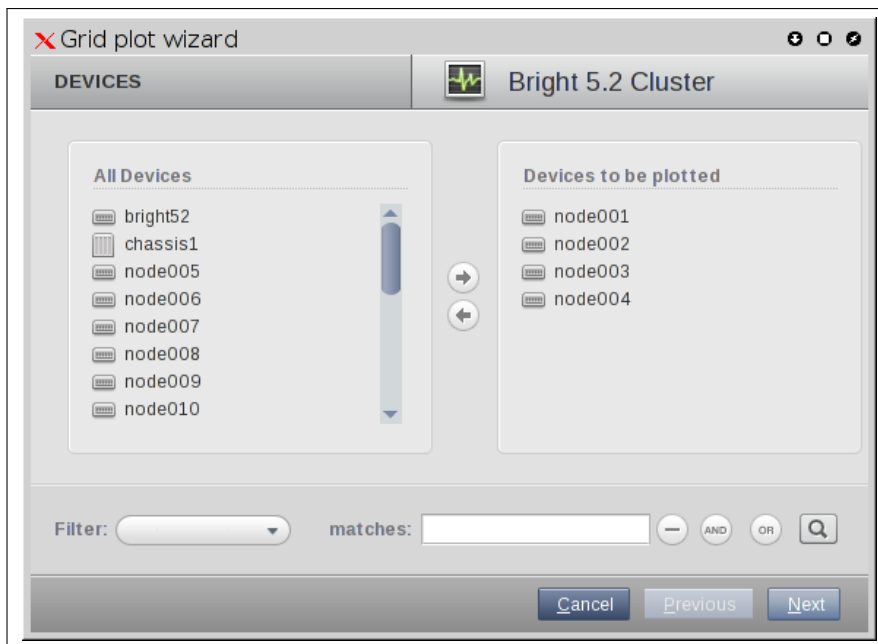 Grid plot wizard
DEVICES
Bright 5.2 Cluster
All Devices
bright52
chassis1
node005
node006
node007
node008
node009
node010
Devices to be plotted
node001
node002
node003
node004
Filter:
matches:
AND
OR
Cancel
Previous
Next